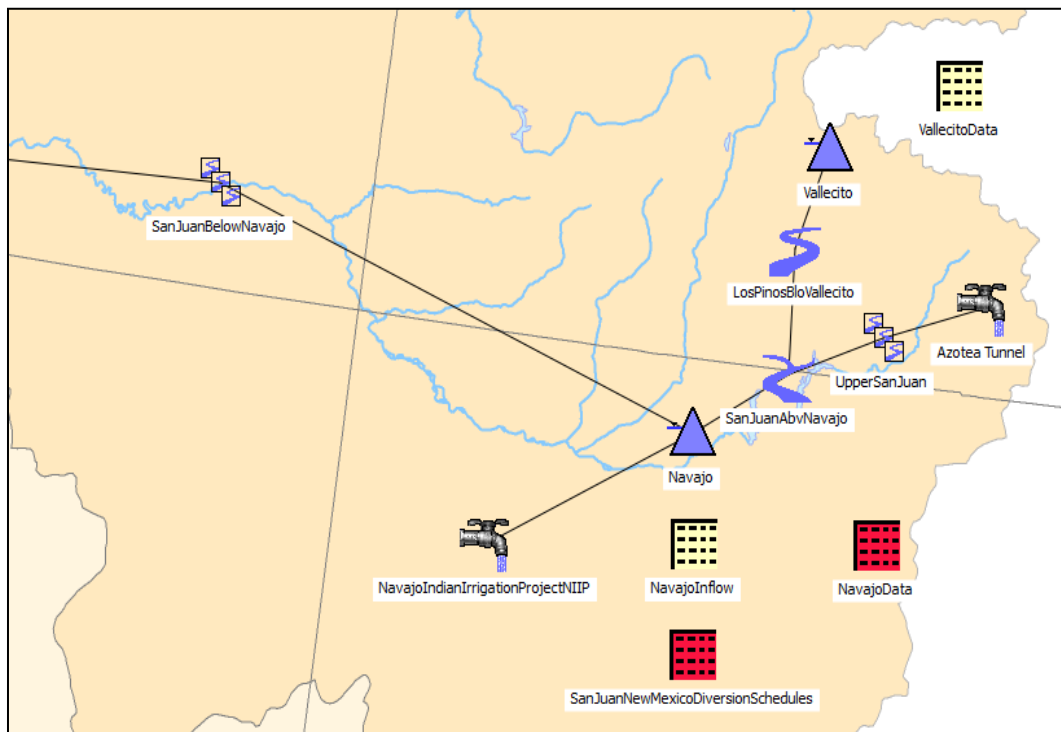 VallecitoData
Vallecito
SanJuanBelowNavajo
LosPinosBloVallecito
Azotea Tunnel
UpperSanJuan
SanJuanAbvNavajo
Navajo
NavajoIndianIrrigationProjectNIIP
NavajoInflow
NavajoData
SanJuanNewMexicoDiversionSchedules